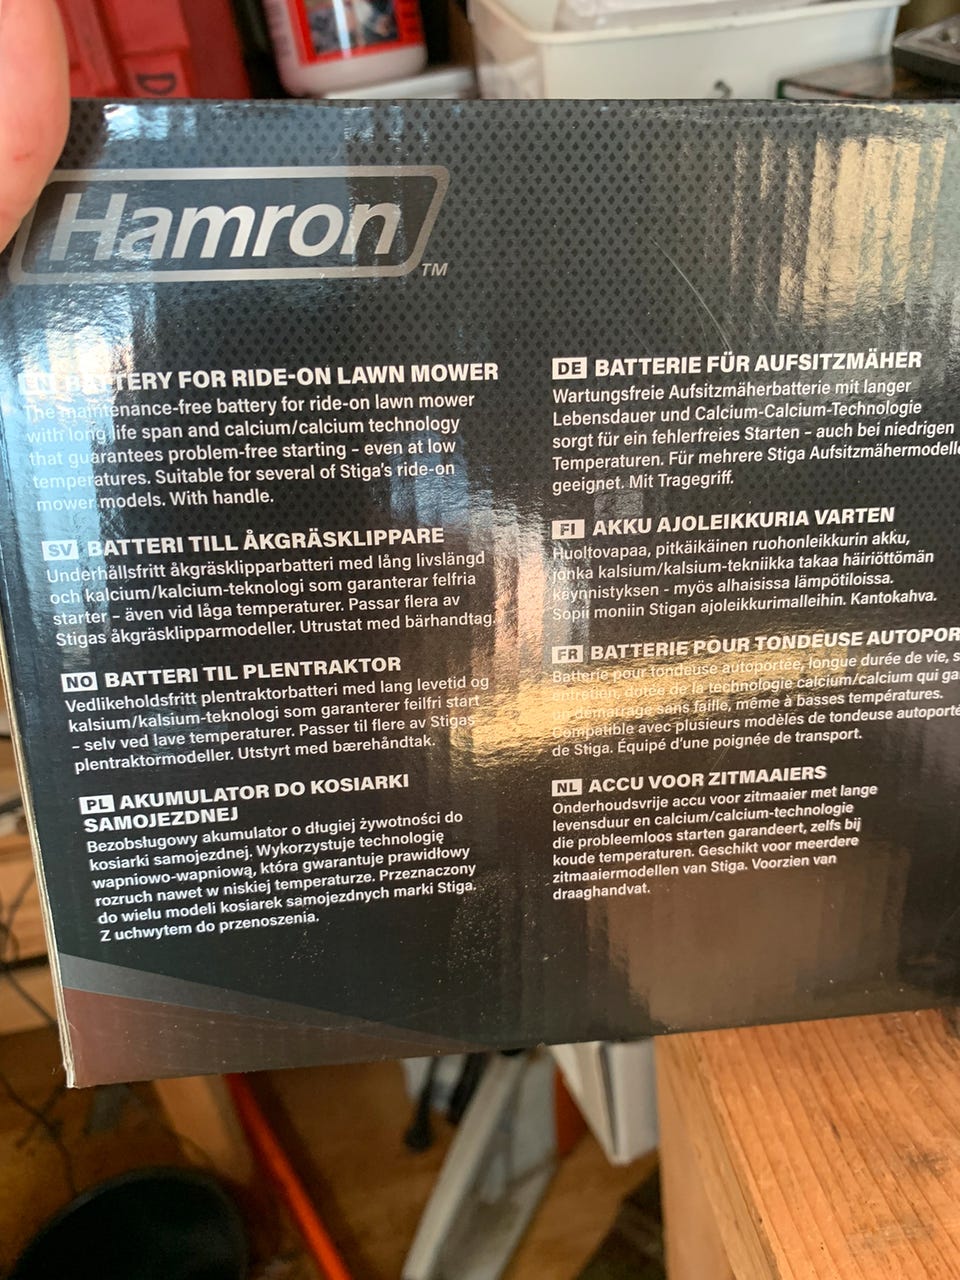 Hamron
TM
EN BATTERY FOR RIDE-ON LAWN MOWER
The maintenance-free battery for ride-on lawn mower
with long life span and calcium/calcium technology
that guarantees problem-free starting – even at low
temperatures. Suitable for several of Stiga's ride-on
mower models. With handle.
SV BATTERI TILL ÅKGRÄSKLIPPARE
Underhållsfritt åkgräsklipparbatteri med lång livslängd
och kalcium/kalcium-teknologi som garanterar felfria
starter – även vid låga temperaturer. Passar flera av
Stigas åkgräsklipparmodeller. Utrustat med bärhandtag.
NO BATTERI TIL PLENTRAKTOR
Vedlikeholdsfritt plentraktorbatteri med lang levetid og
kalsium/kalsium-teknologi som garanterer feilfri start
– selv ved lave temperaturer. Passer til flere av Stigas
plentraktormodeller. Utstyrt med bærehåndtak.
PL AKUMULATOR DO KOSIARKI
SAMOJEZDNEJ
Bezobsługowy akumulator o długiej żywotności do
kosiarki samojezdnej. Wykorzystuje technologię
wapniowo-wapniową, która gwarantuje prawidłowy
rozruch nawet w niskiej temperaturze. Przeznaczony
do wielu modeli kosiarek samojezdnych marki Stiga.
Z uchwytem do przenoszenia.
DE BATTERIE FÜR AUFSITZMÄHER
Wartungsfreie Aufsitzmäherbatterie mit langer
Lebensdauer und Calcium-Calcium-Technologie
sorgt für ein fehlerfreies Starten – auch bei niedrigen
Temperaturen. Für mehrere Stiga Aufsitzmähermodelle
geeignet. Mit Tragegriff.
FI AKKU AJOLEIKKURIA VARTEN
Huoltovapaa, pitkäikäinen ruohonleikkurin akku,
jonka kalsium/kalsium-tekniikka takaa häiriöttömän
käynnistyksen - myös alhaisissa lämpötiloissa.
Sopii moniin Stigan ajoleikkurimalleihin. Kantokahva.
FR BATTERIE POUR TONDEUSE AUTOPOR
Batterie pour tondeuse autoportée, longue durée de vie, s
entretien, dotée de la technologie calcium/calcium qui ga
un démarrage sans faille, même à basses températures.
Compatible avec plusieurs modèles de tondeuse autoporté
de Stiga. Équipé d'une poignée de transport.
NL ACCU VOOR ZITMAAIERS
Onderhoudsvrije accu voor zitmaaier met lange
levensduur en calcium/calcium-technologie
die probleemloos starten garandeert, zelfs bij
koude temperaturen. Geschikt voor meerdere
zitmaaiermodellen van Stiga. Voorzien van
draaghandvat.